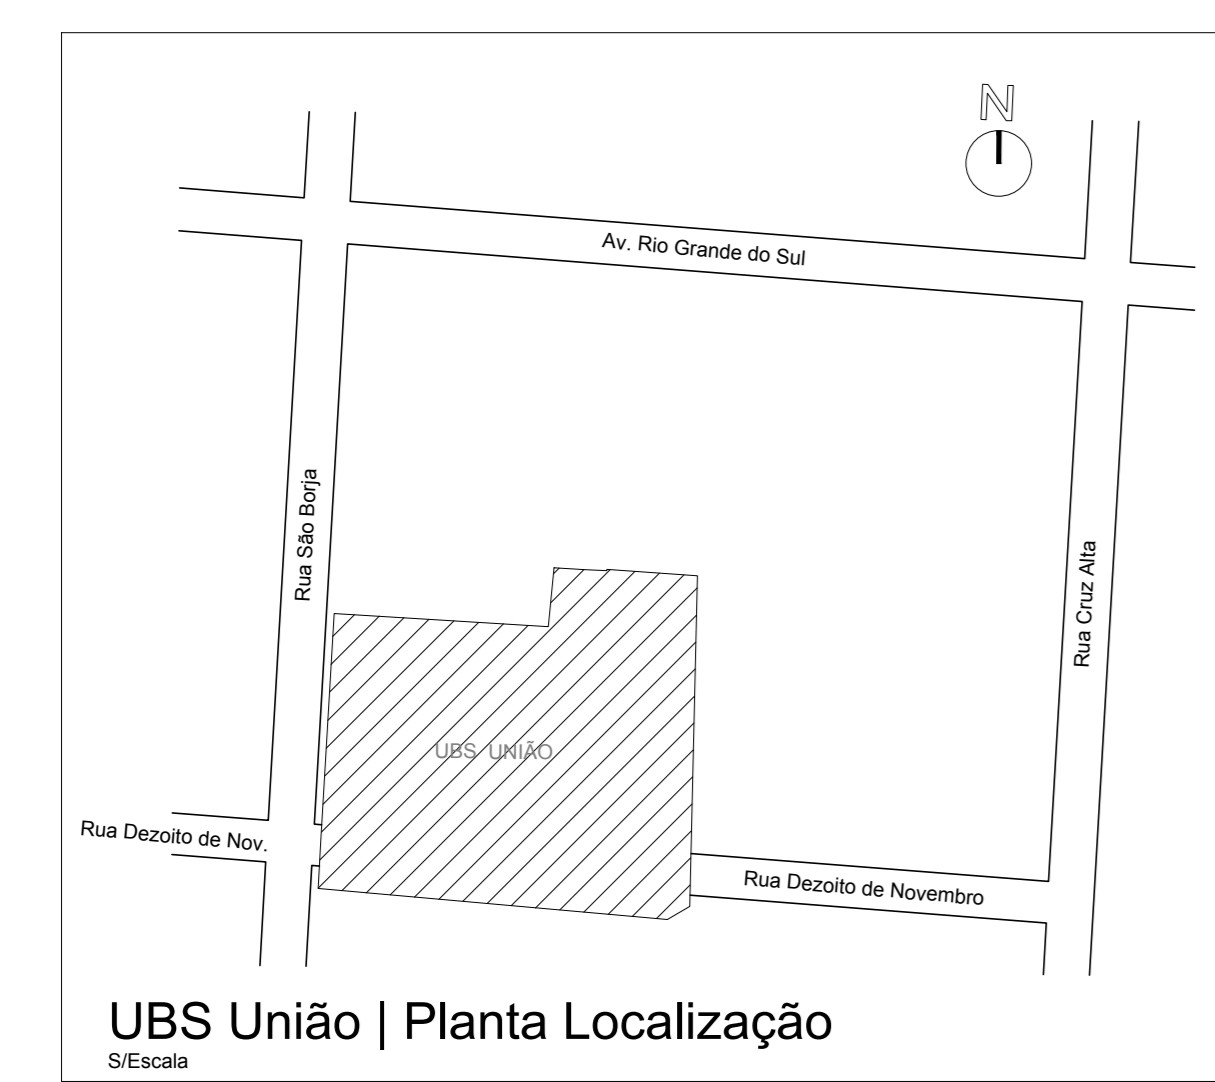 N
Av. Rio Grande do Sul
Rua São Borja
Rua Cruz Alta
UBS UNIÃO
Rua Dezoito de Nov.
Rua Dezoito de Novembro
UBS União | Planta Localização
S/Escala